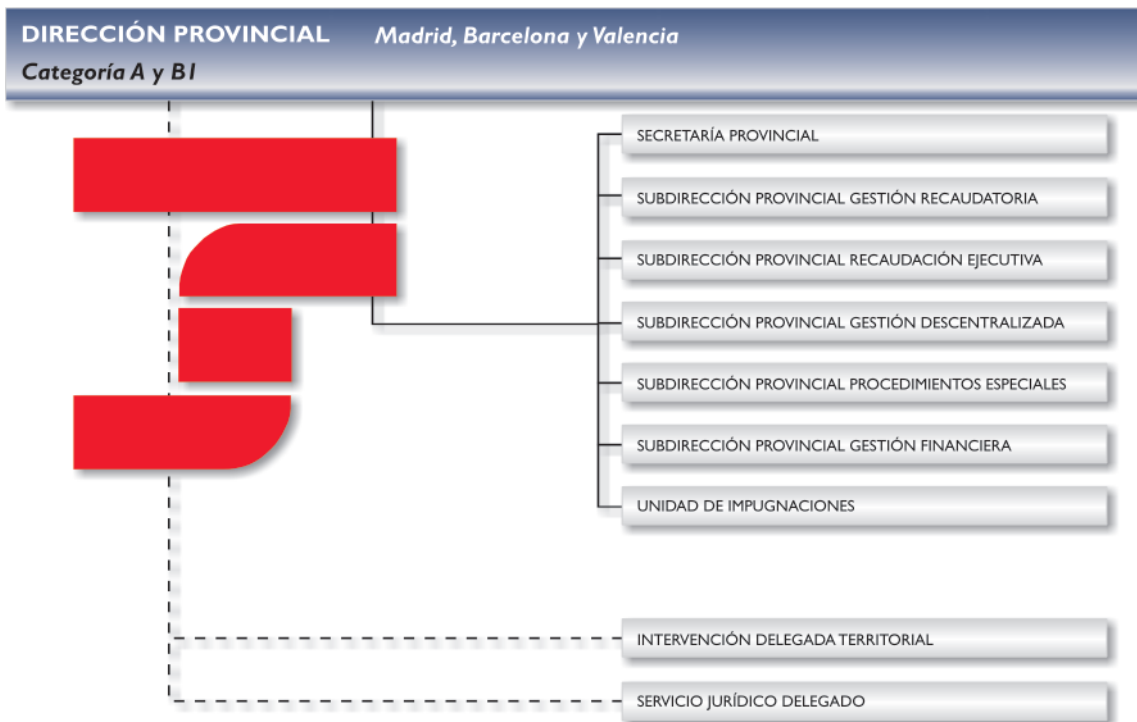 DIRECCIÓN PROVINCIAL Madrid, Barcelona y Valencia
Categoría A y B1
SECRETARÍA PROVINCIAL
SUBDIRECCIÓN PROVINCIAL GESTIÓN RECAUDATORIA
SUBDIRECCIÓN PROVINCIAL RECAUDACIÓN EJECUTIVA
SUBDIRECCIÓN PROVINCIAL GESTIÓN DESCENTRALIZADA
SUBDIRECCIÓN PROVINCIAL PROCEDIMIENTOS ESPECIALES
SUBDIRECCIÓN PROVINCIAL GESTIÓN FINANCIERA
UNIDAD DE IMPUGNACIONES
INTERVENCIÓN DELEGADA TERRITORIAL
SERVICIO JURÍDICO DELEGADO